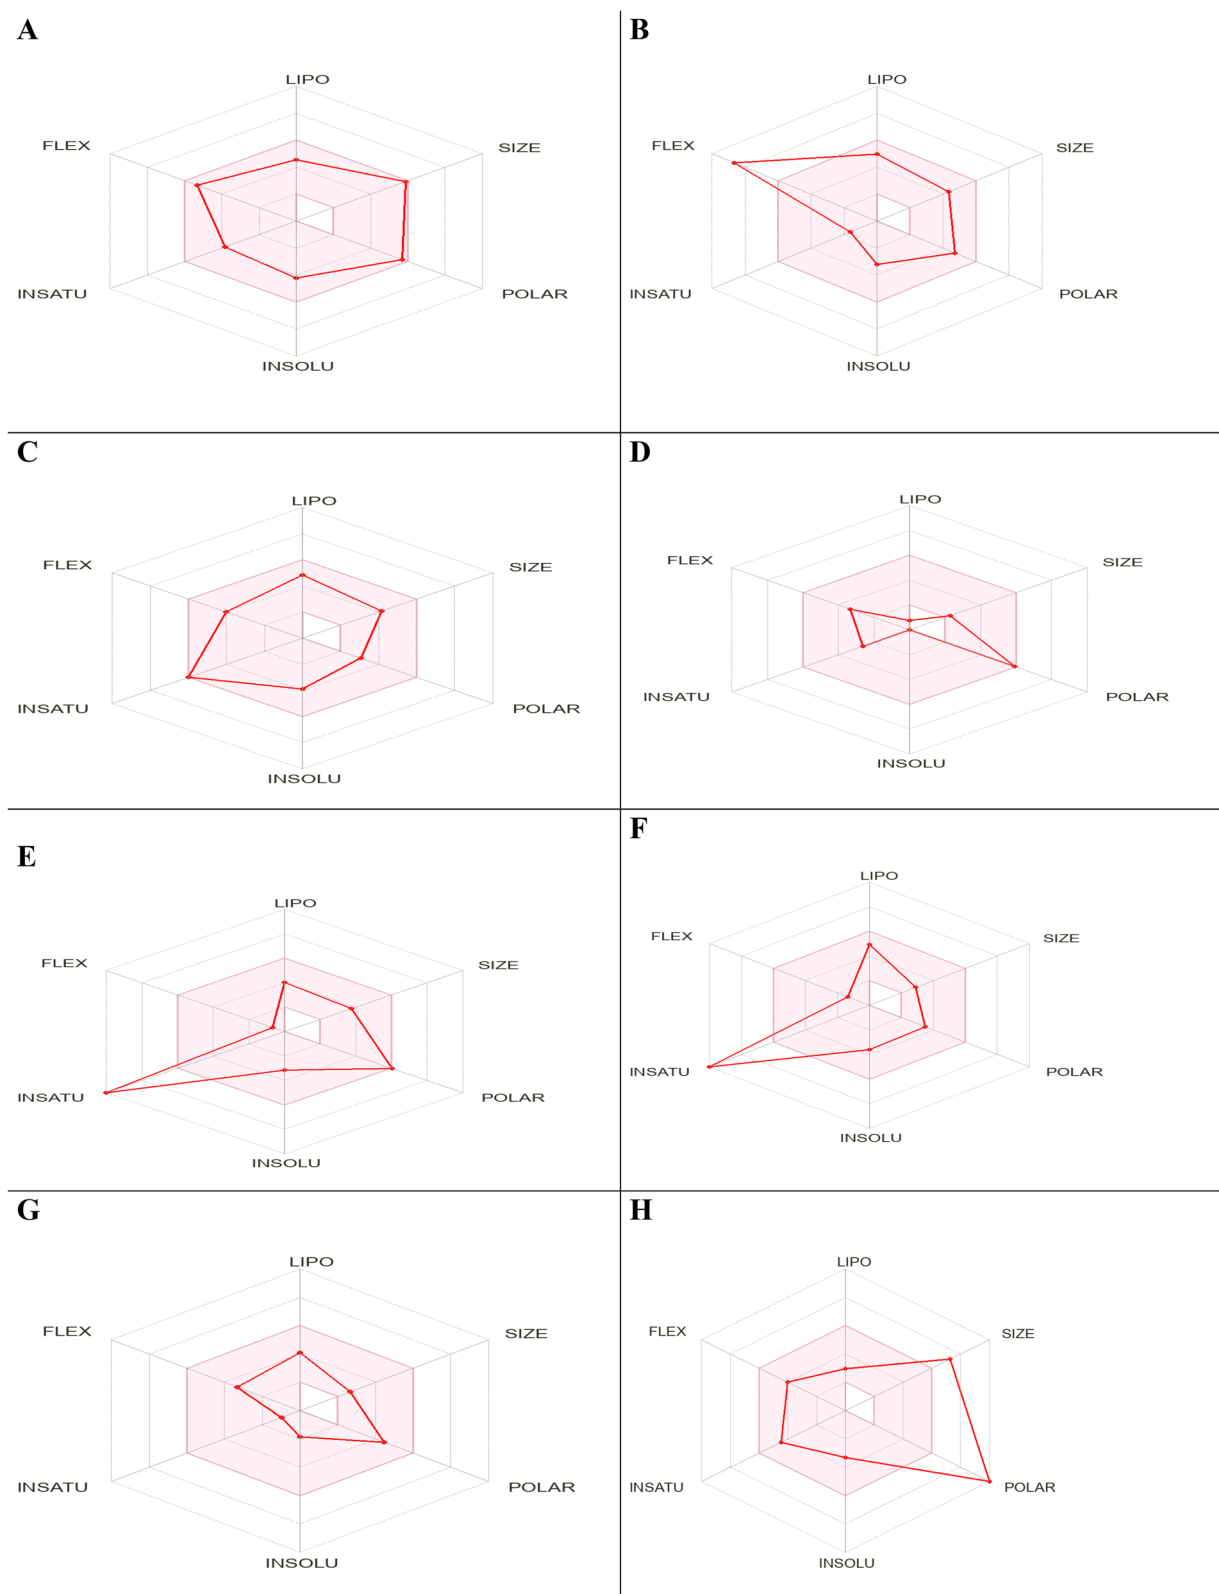 A
LIPO
FLEX
SIZE
INSATU
POLAR
INSOLU
B
LIPO
FLEX
SIZE
INSATU
POLAR
INSOLU
C
LIPO
FLEX
SIZE
INSATU
POLAR
INSOLU
D
LIPO
FLEX
SIZE
INSATU
POLAR
INSOLU
E
LIPO
FLEX
SIZE
INSATU
POLAR
INSOLU
F
LIPO
FLEX
SIZE
INSATU
POLAR
INSOLU
G
LIPO
FLEX
SIZE
INSATU
POLAR
INSOLU
H
LIPO
FLEX
SIZE
INSATU
POLAR
INSOLU